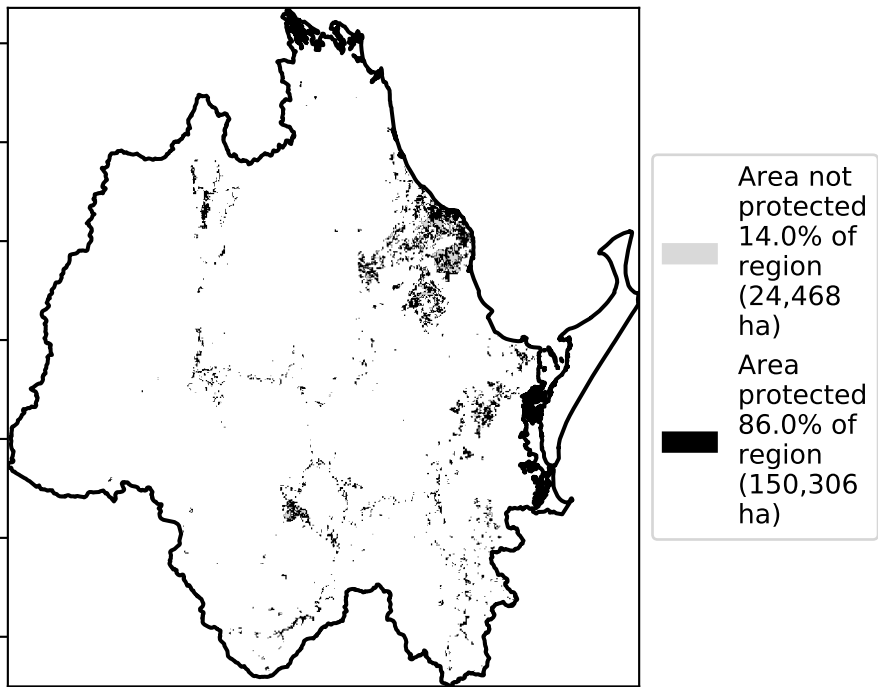 Area not
protected
14.0% of
region
(24,468
ha)
Area
protected
86.0% of
region
(150,306
ha)